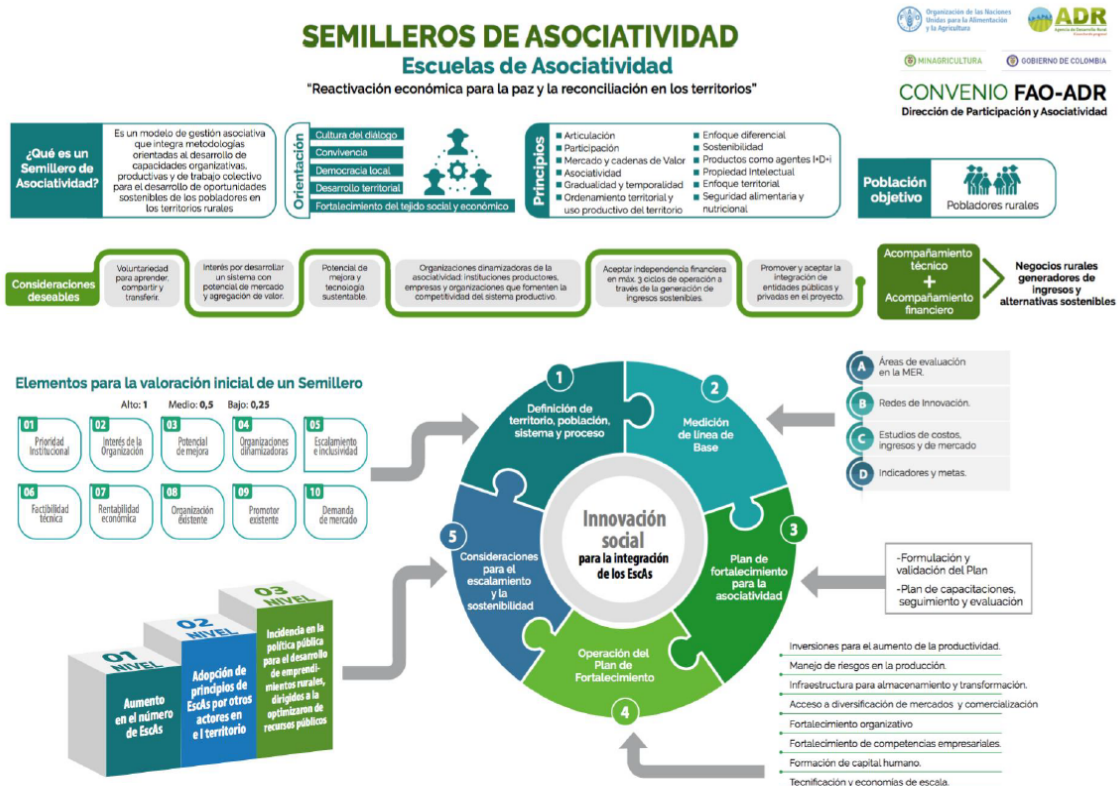 SEMILLEROS DE ASOCIATIVIDAD
Escuelas de Asociatividad
"Reactivación económica para la paz y la reconciliación en los territorios"
Organización de las Naciones
Unidas para la Alimentación
y la Agricultura
ADR
Agencia de Desarrollo Rural
MINAGRICULTURA
GOBIERNO DE COLOMBIA
CONVENIO FAO-ADR
Dirección de Participación y Asociatividad
¿Qué es un
Semillero de
Asociatividad?
Es un modelo de gestión asociativa
que integra metodologías
orientadas al desarrollo de
capacidades organizativas,
productivas y de trabajo colectivo
para el desarrollo de oportunidades
sostenibles de los pobladores en
los territorios rurales
Orientación
Cultura del diálogo
Convivencia
Democracia local
Desarrollo territorial
Fortalecimiento del tejido social y económico
Principios
Articulación
Participación
Mercado y cadenas de Valor
Asociatividad
Gradualidad y temporalidad
Ordenamiento territorial y
uso productivo del territorio
Enfoque diferencial
Sostenibilidad
Productos como agentes I+D+i
Propiedad Intelectual
Enfoque territorial
Seguridad alimentaria y
nutricional
Población
objetivo
Pobladores rurales
Consideraciones
deseables
Voluntariedad
para aprender,
compartir y
transferir.
Interés por desarrollar
un sistema con
potencial de mercado
y agregación de valor.
Potencial de
mejora y
tecnología
sustentable.
Organizaciones dinamizadoras de la
asociatividad: instituciones productores,
empresas y organizaciones que fomenten la
competitividad del sistema productivo.
Aceptar independencia financiera
en máx. 3 ciclos de operación a
través de la generación de
ingresos sostenibles.
Promover y aceptar la
integración de
entidades públicas y
privadas en el proyecto.
Acompañamiento
técnico
+
Acompañamiento
financiero
Negocios rurales
generadores de
ingresos y
alternativas sostenibles
Elementos para la valoración inicial de un Semillero
Alto: 1 Medio: 0,5 Bajo: 0,25
01
Prioridad
Institucional
02
Interés de la
Organización
03
Potencial
de mejora
04
Organizaciones
dinamizadoras
05
Escalamiento
e inclusividad
06
Factibilidad
técnica
07
Rentabilidad
económica
08
Organización
existente
09
Promotor
existente
10
Demanda
de mercado
1
Definición de
territorio, población,
sistema y proceso
2
Medición
de línea de
Base
3
Plan de
fortalecimiento
para la
asociatividad
4
Operación del
Plan de
Fortalecimiento
5
Consideraciones
para el
escalamiento
y la
sostenibilidad
Innovación
social
para la integración
de los EscAs
A
Áreas de evaluación
en la MER.
B
Redes de Innovación.
C
Estudios de costos,
ingresos y de mercado
D
Indicadores y metas.
-Formulación y
validación del Plan
-Plan de capacitaciones,
seguimiento y evaluación
Inversiones para el aumento de la productividad.
Manejo de riesgos en la producción.
Infraestructura para almacenamiento y transformación.
Acceso a diversificación de mercados y comercialización
Fortalecimiento organizativo
Fortalecimiento de competencias empresariales.
Formación de capital humano.
Tecnificación y economías de escala.
01
NIVEL
Aumento
en el número
de EscAs
02
NIVEL
Adopción de
principios de
EscAs por otros
actores en
e l territorio
03
NIVEL
Incidencia en la
política pública
para el desarrollo
de emprendi-
mientos rurales,
dirigidos a la
optimizaron de
recursos públicos